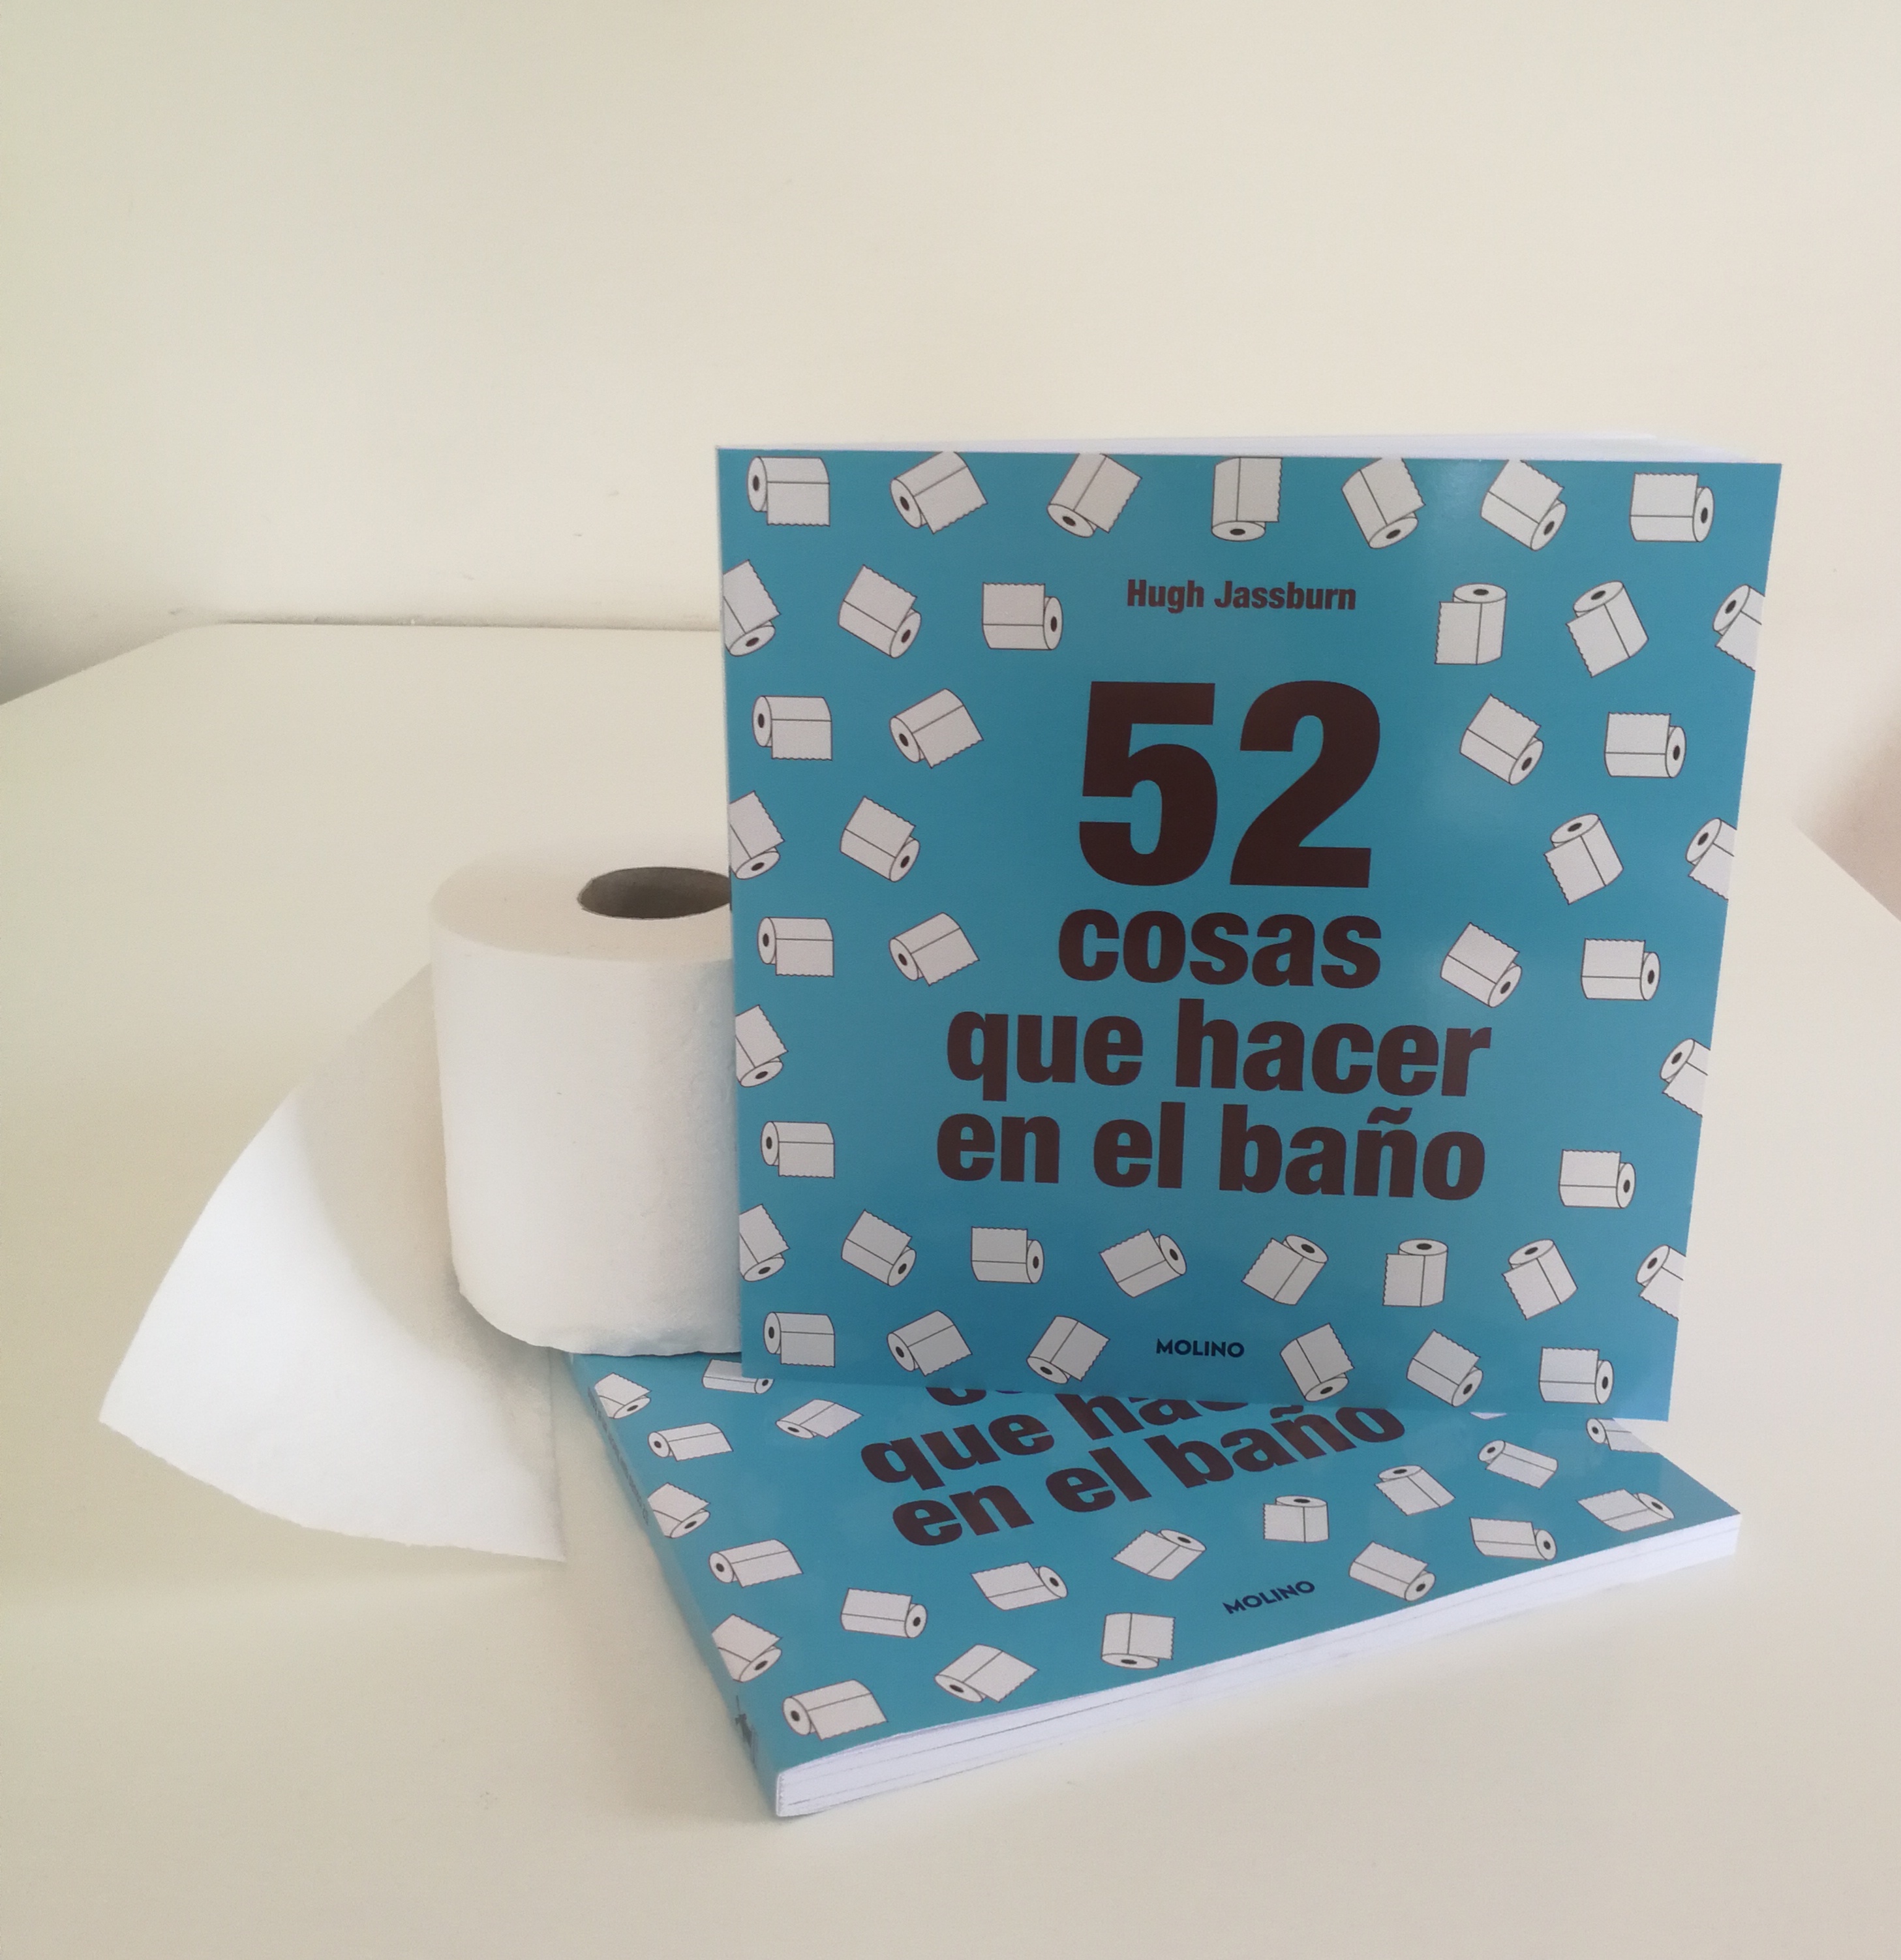 Hugh Jassburn
52
cosas
que hacer
en el baño
MOLINO
que hac
en el baño
MOLINO